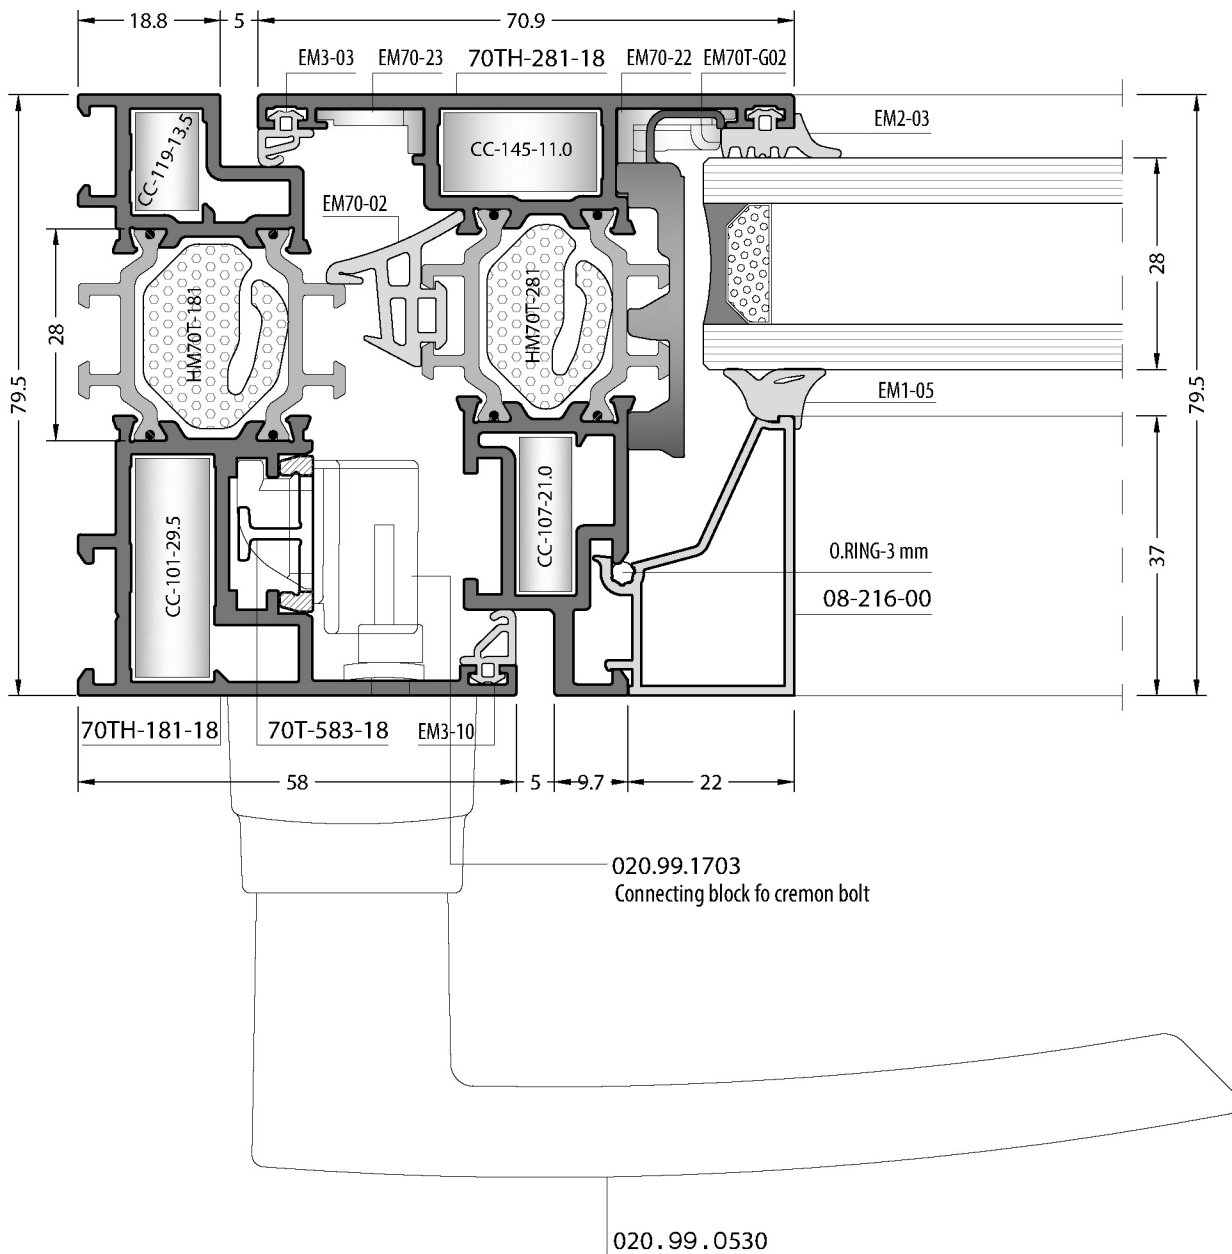 18.8
5
70.9
EM3-03
EM70-23
70TH-281-18
EM70-22
EM70T-G02
EM2-03
CC-119-13.5
CC-145-11.0
EM70-02
28
79.5
HM70T-181
HM70T-281
28
79.5
EM1-05
CC-101-29.5
CC-107-21.0
O.RING-3 mm
37
08-216-00
70TH-181-18
70T-583-18
EM3-10
58
5
9.7
22
020.99.1703
Connecting block fo cremon bolt
020.99.0530